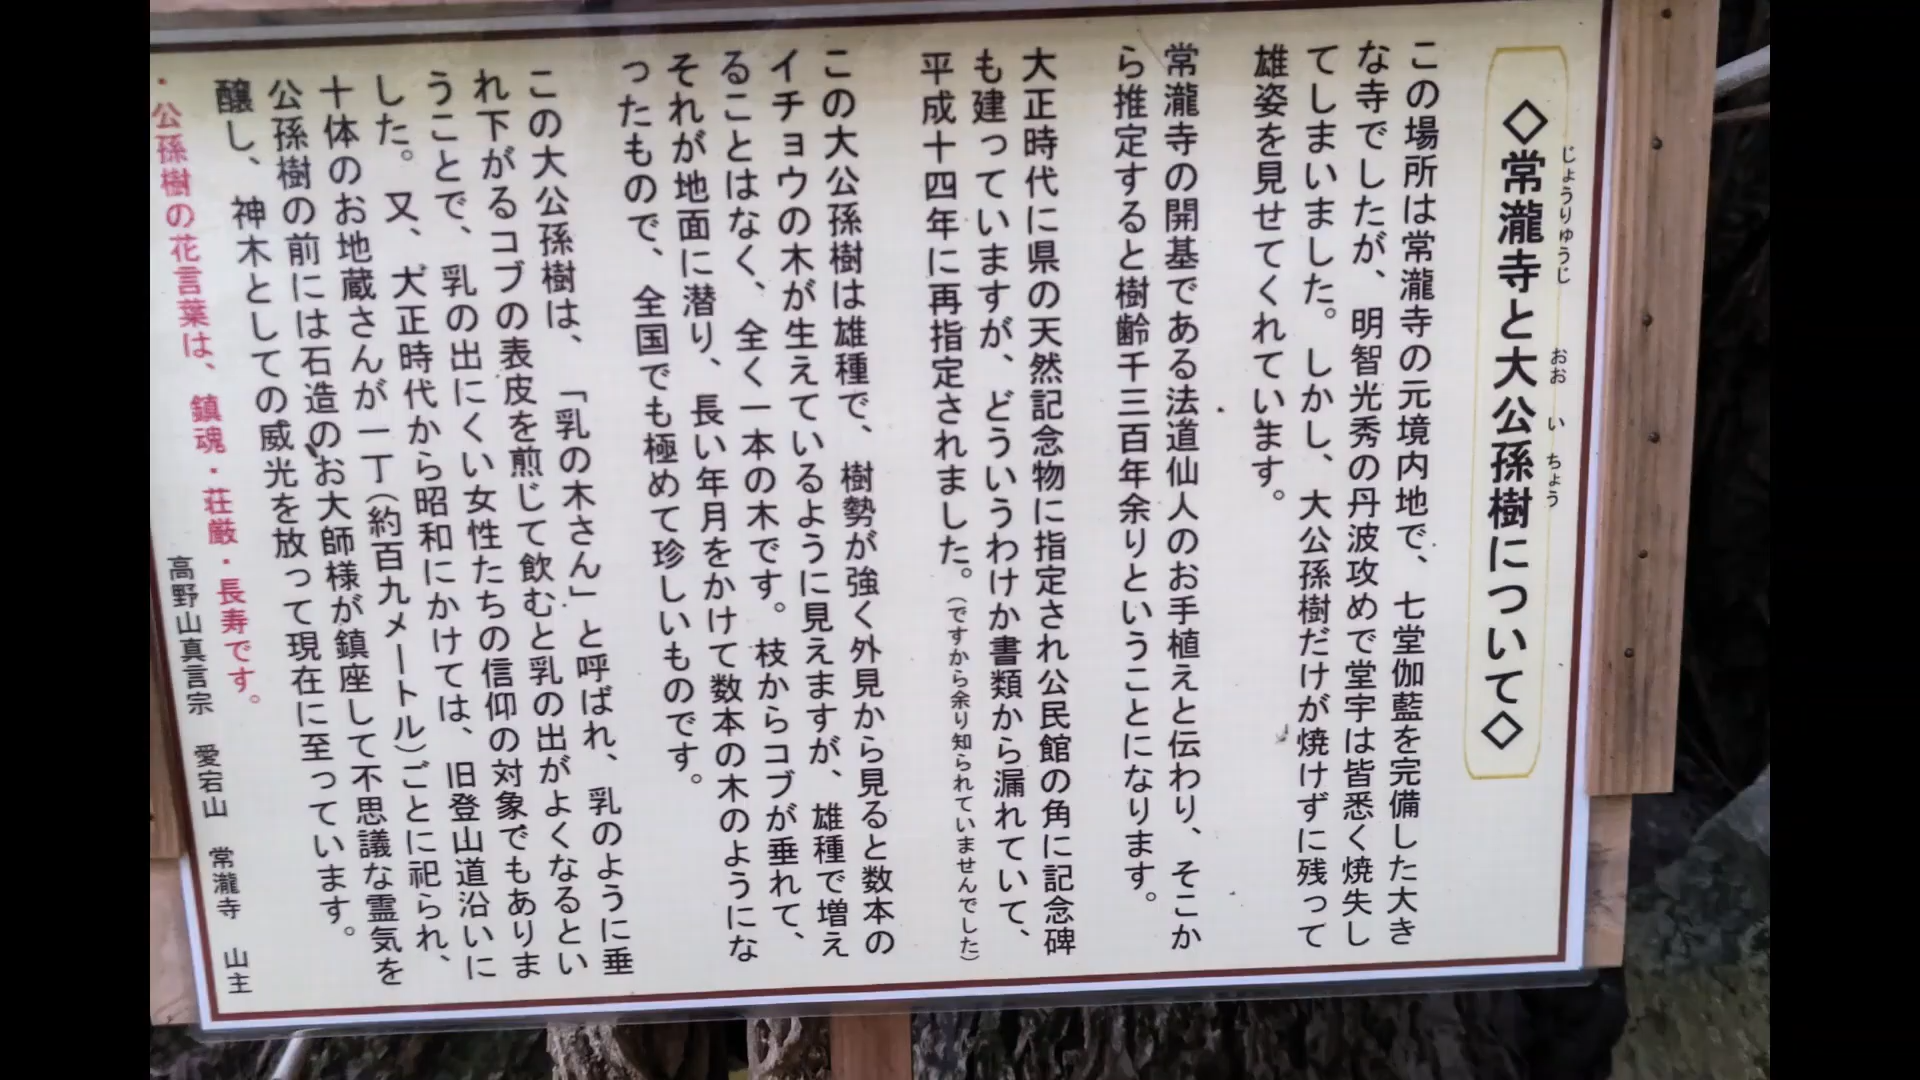 ◇常瀧寺と大公孫樹について◇
じょうりゅうじ おお い ちょう
この場所は常瀧寺の元境内地で、七堂伽藍を完備した大き
な寺でしたが、明智光秀の丹波攻めで堂宇は皆悉く焼失し
てしまいました。しかし、大公孫樹だけが焼けずに残って
雄姿を見せてくれています。
常瀧寺の開基である法道仙人のお手植えと伝わり、そこか
ら推定すると樹齢千三百年余りということになります。
大正時代に県の天然記念物に指定され公民館の角に記念碑
も建っていますが、どういうわけか書類から漏れていて、
平成十四年に再指定されました。(ですから余り知られていませんでした)
この大公孫樹は雄種で、樹勢が強く外見から見ると数本の
イチョウの木が生えているように見えますが、雄種で増え
ることはなく、全く一本の木です。枝からコブが垂れて、
それが地面に潜り、長い年月をかけて数本の木のようにな
ったもので、全国でも極めて珍しいものです。
この大公孫樹は、「乳の木さん」と呼ばれ、乳のように垂
れ下がるコブの表皮を煎じて飲むと乳の出がよくなるとい
うことで、乳の出にくい女性たちの信仰の対象でもありま
した。又、大正時代から昭和にかけては、旧登山道沿いに
十体のお地蔵さんが一丁(約百九メートル)ごとに祀られ、
公孫樹の前には石造のお大師様が鎮座して不思議な霊気を
醸し、神木としての威光を放って現在に至っています。
・公孫樹の花言葉は、鎮魂・荘厳・長寿です。
高野山真言宗 愛宕山 常瀧寺 山主